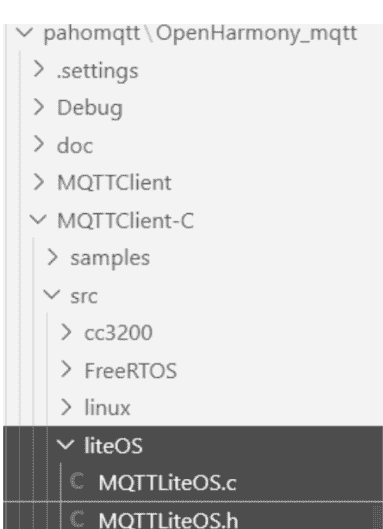 pahomqtt\OpenHarmony_mqtt
.settings
Debug
doc
MQTTClient
MQTTClient-C
samples
src
cc3200
FreeRTOS
linux
liteOS
C MQTTLiteOS.c
C MQTTLiteOS.h